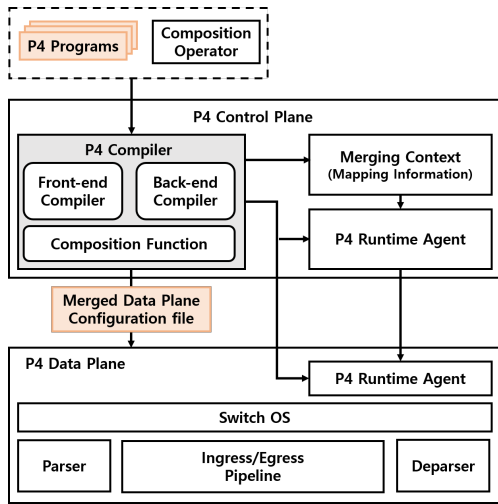 P4 Programs
Composition
Operator
P4 Control Plane
P4 Compiler
Front-end
Compiler
Back-end
Compiler
Composition Function
Merging Context
(Mapping Information)
P4 Runtime Agent
Merged Data Plane
Configuration file
P4 Data Plane
P4 Runtime Agent
Switch OS
Parser
Ingress/Egress
Pipeline
Deparser